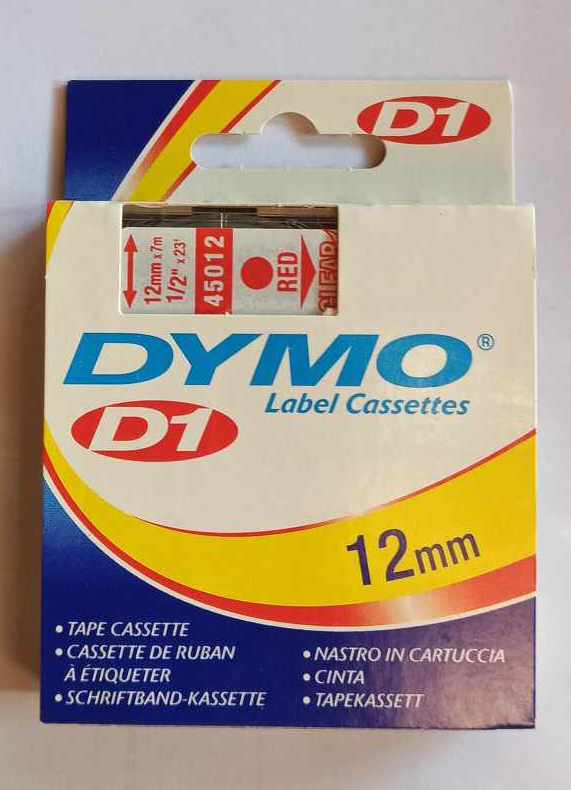 D1
12mm x 7m
1/2" x 23'
45012
RED
CLEAR
DYMO®
Label Cassettes
D1
12mm
• TAPE CASSETTE
• CASSETTE DE RUBAN
À ÉTIQUETER
• SCHRIFTBAND-KASSETTE
• NASTRO IN CARTUCCIA
• CINTA
• TAPEKASSETT